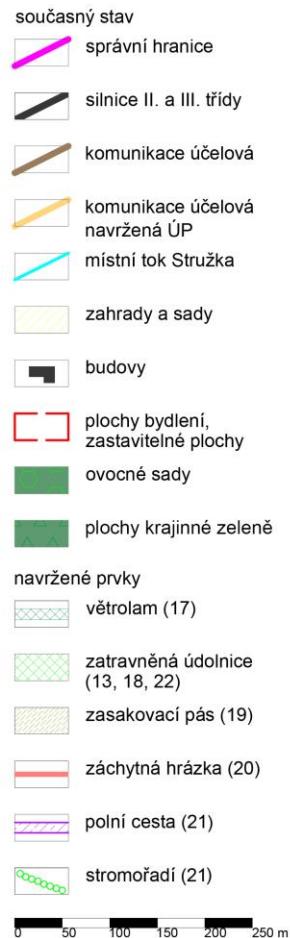 současný stav
správní hranice
silnice II. a III. třídy
komunikace účelová
komunikace účelová
navržená ÚP
místní tok Stružka
zahrady a sady
budovy
plochy bydlení,
zastavitelné plochy
ovocné sady
plochy krajinné zeleně
navržené prvky
větrolam (17)
zatravněná údolnice
(13, 18, 22)
zasakovací pás (19)
záchytná hrázka (20)
polní cesta (21)
stromořadí (21)
0 50 100 150 200 250 m